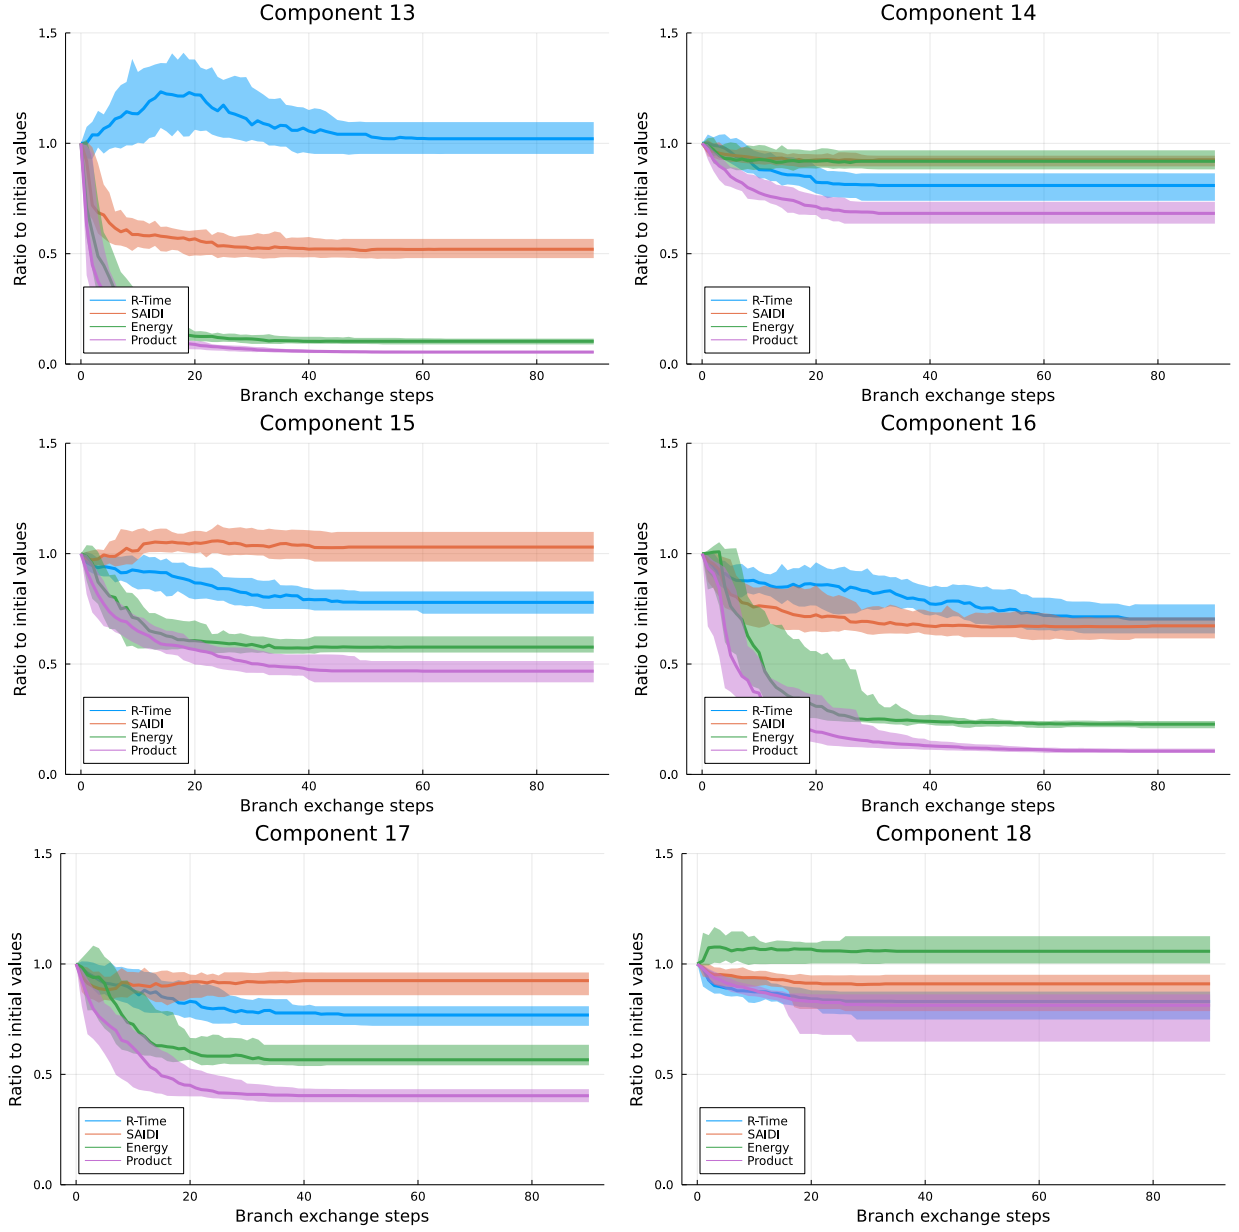 Component 13
Ratio to initial values
1.5
1.0
0.5
0.0
R-Time
SAIDI
Energy
Product
0 20 40 60 80
Branch exchange steps
Component 14
Ratio to initial values
1.5
1.0
0.5
0.0
R-Time
SAIDI
Energy
Product
0 20 40 60 80
Branch exchange steps
Component 15
Ratio to initial values
1.5
1.0
0.5
0.0
R-Time
SAIDI
Energy
Product
0 20 40 60 80
Branch exchange steps
Component 16
Ratio to initial values
1.5
1.0
0.5
0.0
R-Time
SAIDI
Energy
Product
0 20 40 60 80
Branch exchange steps
Component 17
Ratio to initial values
1.5
1.0
0.5
0.0
R-Time
SAIDI
Energy
Product
0 20 40 60 80
Branch exchange steps
Component 18
Ratio to initial values
1.5
1.0
0.5
0.0
R-Time
SAIDI
Energy
Product
0 20 40 60 80
Branch exchange steps